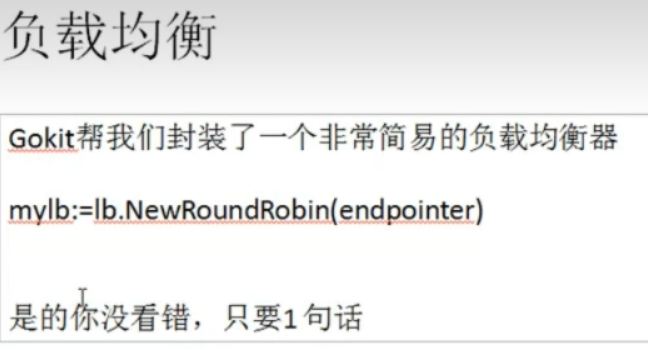 负载均衡
Gokit帮我们封装了一个非常简易的负载均衡器
mylb:=lb.NewRoundRobin(endpointer)
是的你没看错，只要1句话